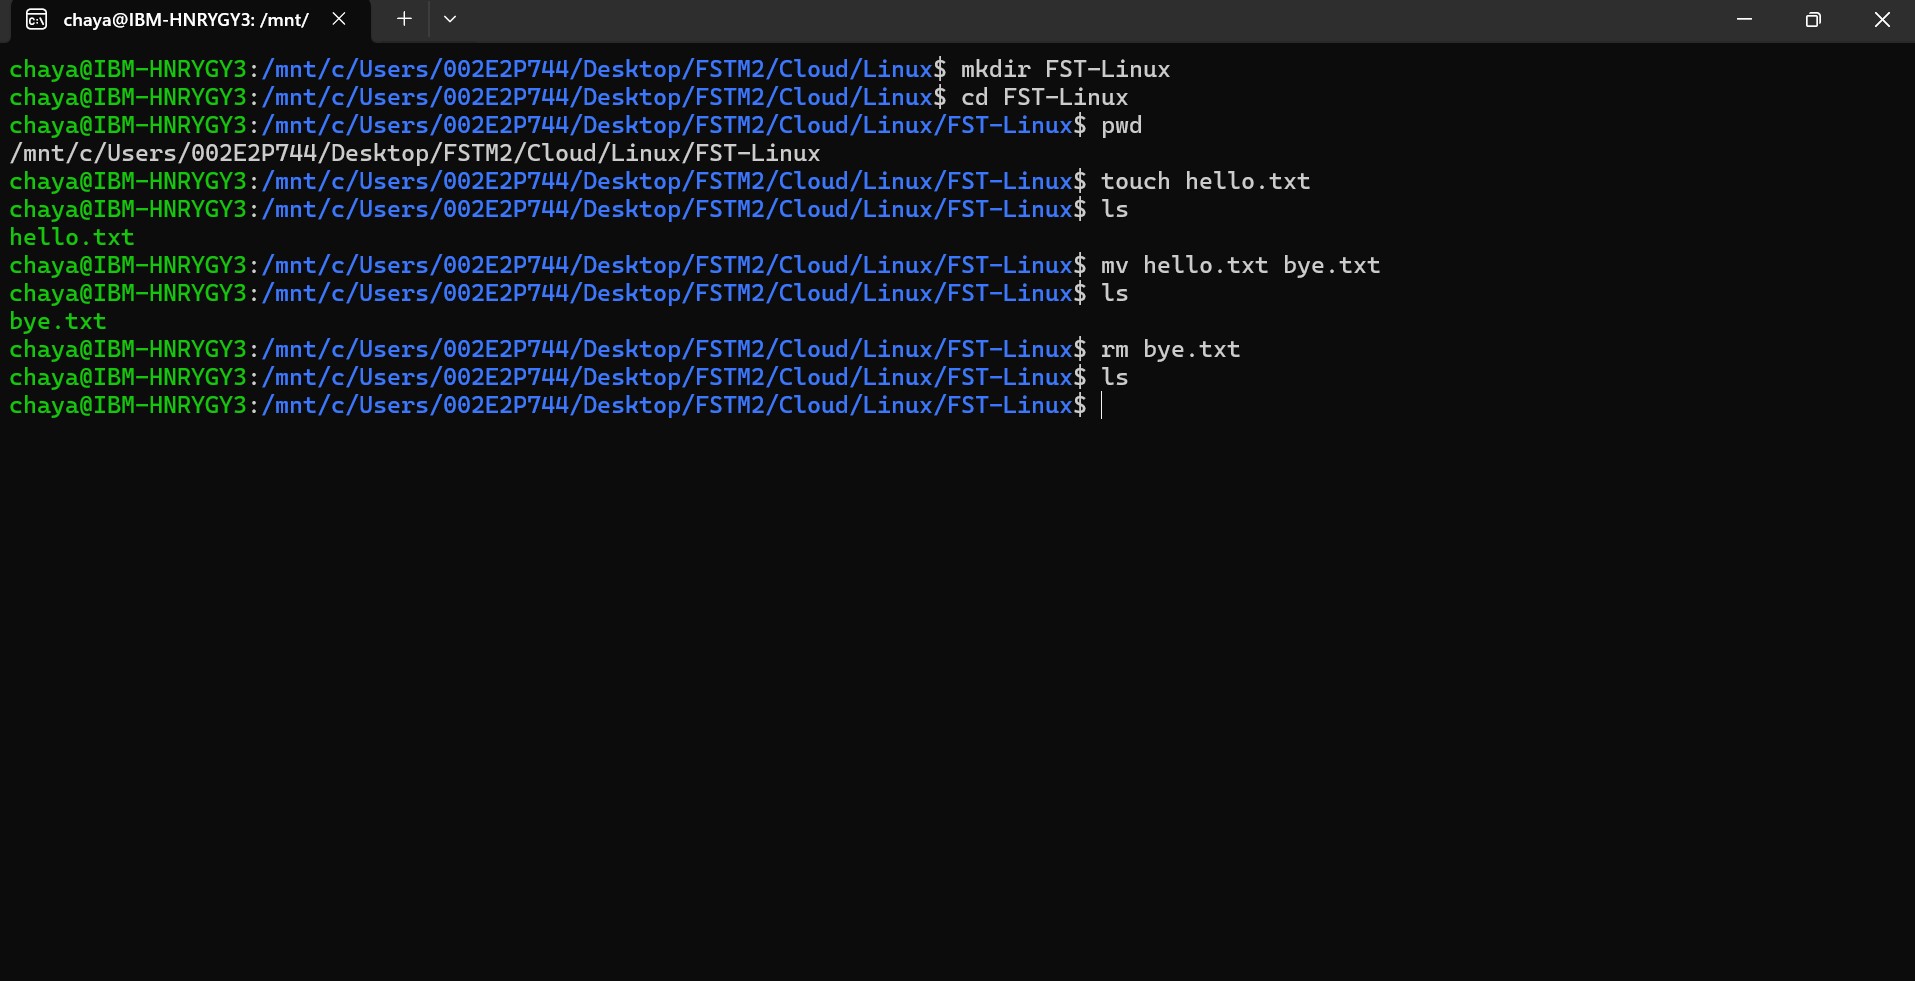 chaya@IBM-HNRYGY3: /mnt/
chaya@IBM-HNRYGY3:/mnt/c/Users/002E2P744/Desktop/FSTM2/Cloud/Linux$ mkdir FST-Linux
chaya@IBM-HNRYGY3:/mnt/c/Users/002E2P744/Desktop/FSTM2/Cloud/Linux$ cd FST-Linux
chaya@IBM-HNRYGY3:/mnt/c/Users/002E2P744/Desktop/FSTM2/Cloud/Linux/FST-Linux$ pwd
/mnt/c/Users/002E2P744/Desktop/FSTM2/Cloud/Linux/FST-Linux
chaya@IBM-HNRYGY3:/mnt/c/Users/002E2P744/Desktop/FSTM2/Cloud/Linux/FST-Linux$ touch hello.txt
chaya@IBM-HNRYGY3:/mnt/c/Users/002E2P744/Desktop/FSTM2/Cloud/Linux/FST-Linux$ ls
hello.txt
chaya@IBM-HNRYGY3:/mnt/c/Users/002E2P744/Desktop/FSTM2/Cloud/Linux/FST-Linux$ mv hello.txt bye.txt
chaya@IBM-HNRYGY3:/mnt/c/Users/002E2P744/Desktop/FSTM2/Cloud/Linux/FST-Linux$ ls
bye.txt
chaya@IBM-HNRYGY3:/mnt/c/Users/002E2P744/Desktop/FSTM2/Cloud/Linux/FST-Linux$ rm bye.txt
chaya@IBM-HNRYGY3:/mnt/c/Users/002E2P744/Desktop/FSTM2/Cloud/Linux/FST-Linux$ ls
chaya@IBM-HNRYGY3:/mnt/c/Users/002E2P744/Desktop/FSTM2/Cloud/Linux/FST-Linux$